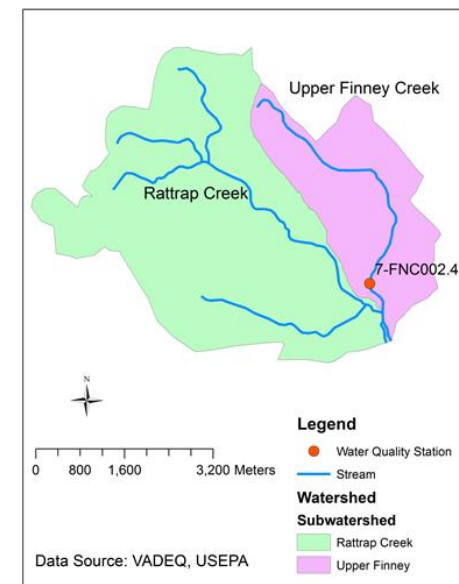 Upper Finney Creek
Rattrap Creek
7-FNC002.4
N
Legend
Water Quality Station
Stream
Watershed
Subwatershed
Rattrap Creek
Upper Finney
0 800 1,600 3,200 Meters
Data Source: VADEQ, USEPA